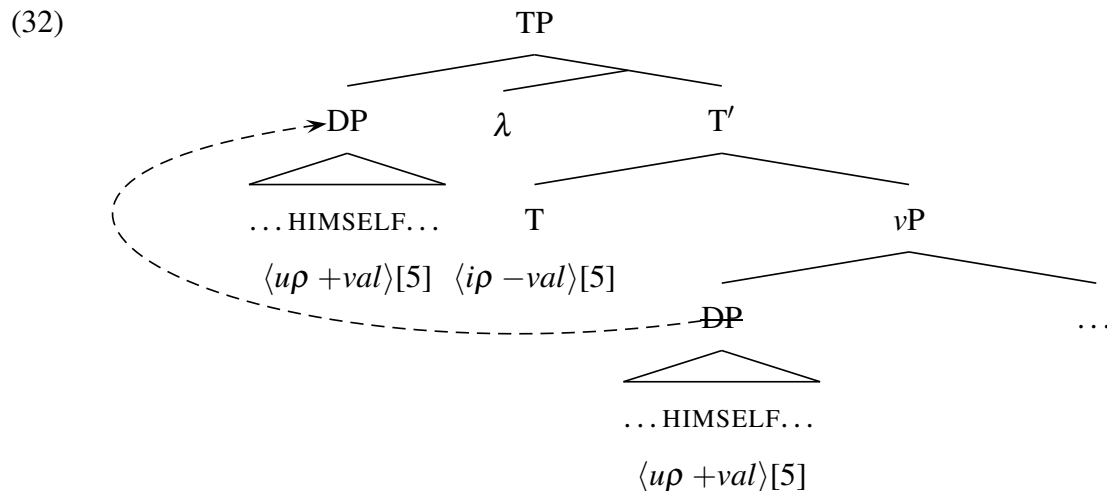 (32) TP
DP λ T′
…HIMSELF… T vP
⟨uρ +val⟩[5] ⟨iρ −val⟩[5]
DP …
…HIMSELF…
⟨uρ +val⟩[5]